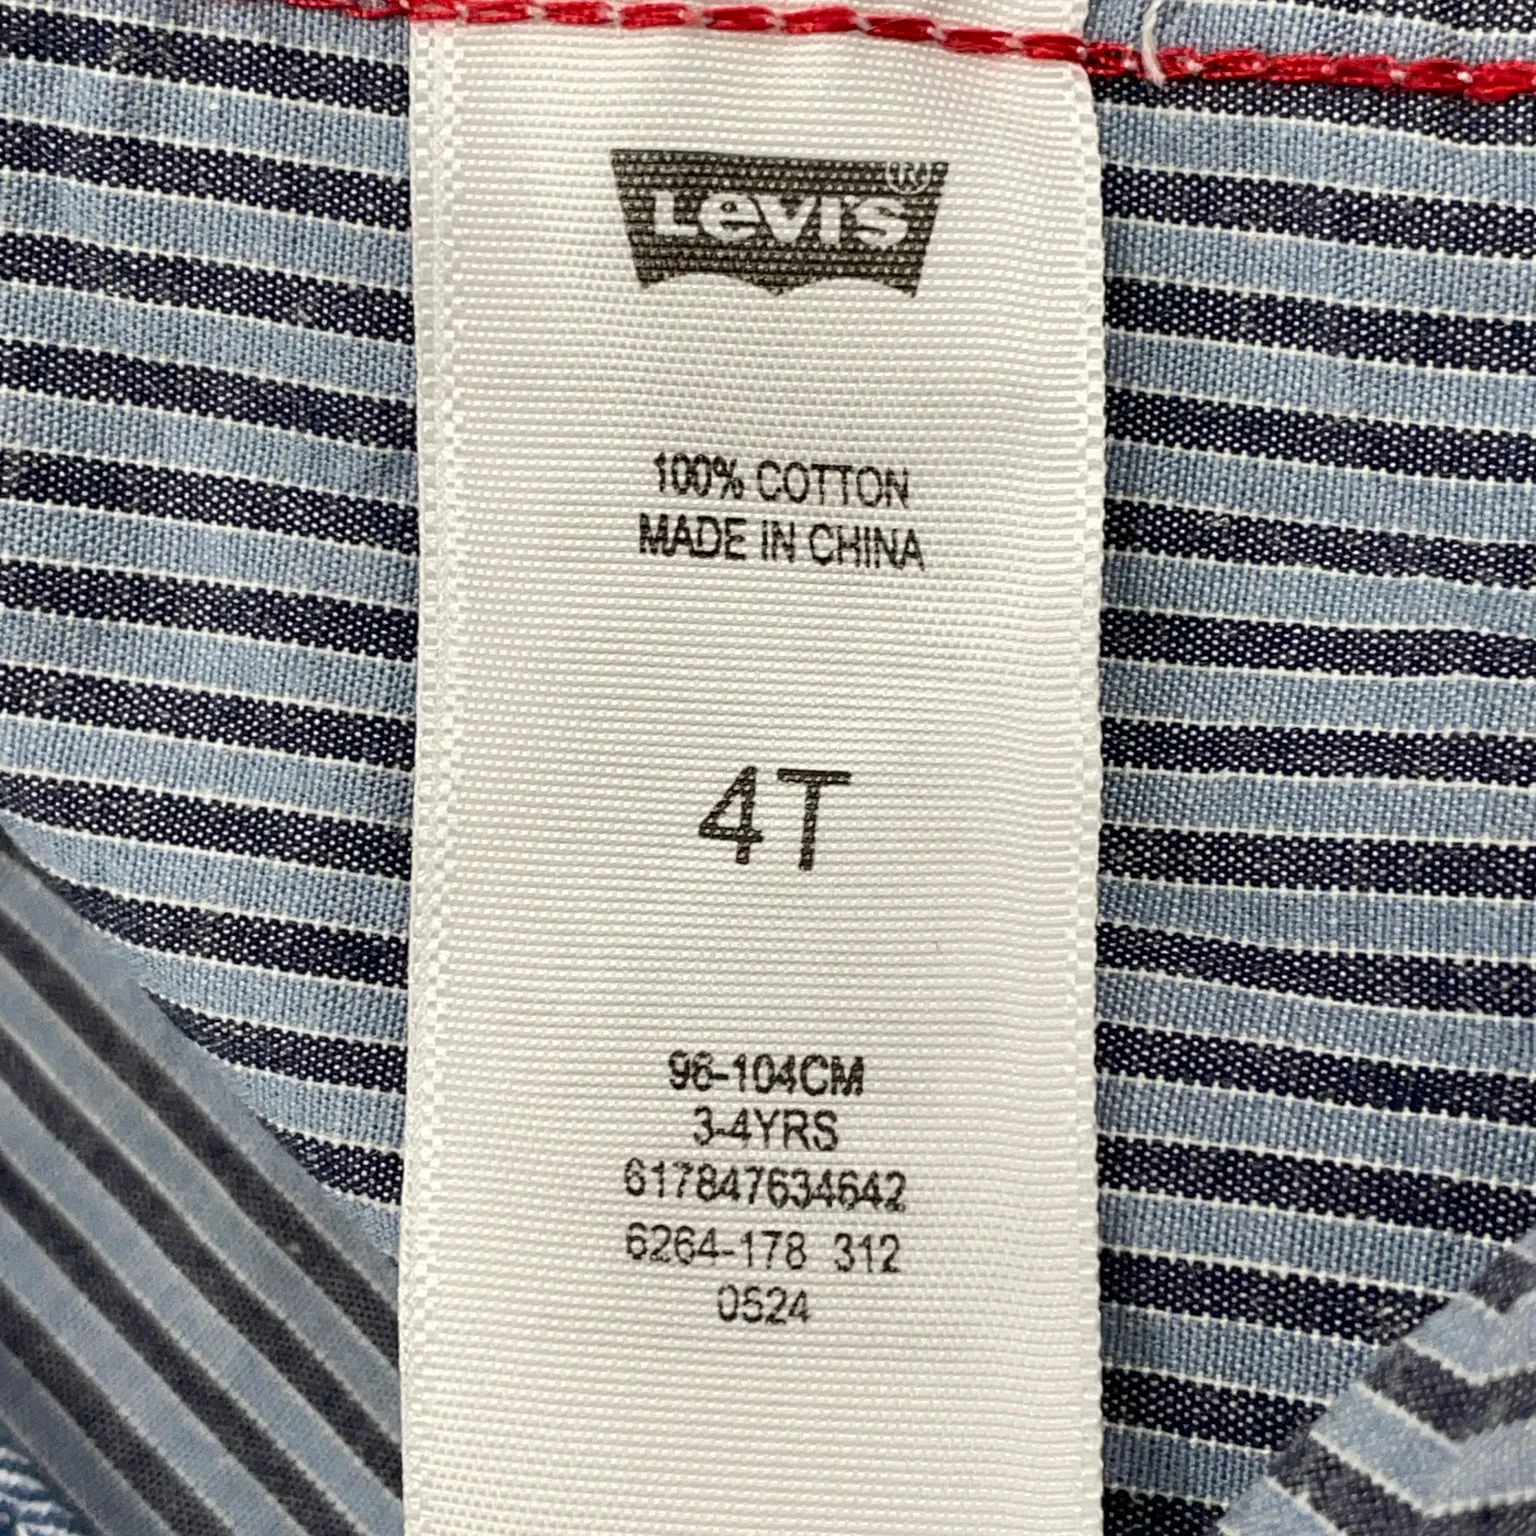 Levi's®
100% COTTON
MADE IN CHINA
4T
96-104CM
3-4YRS
617847634642
6264-178 312
0524